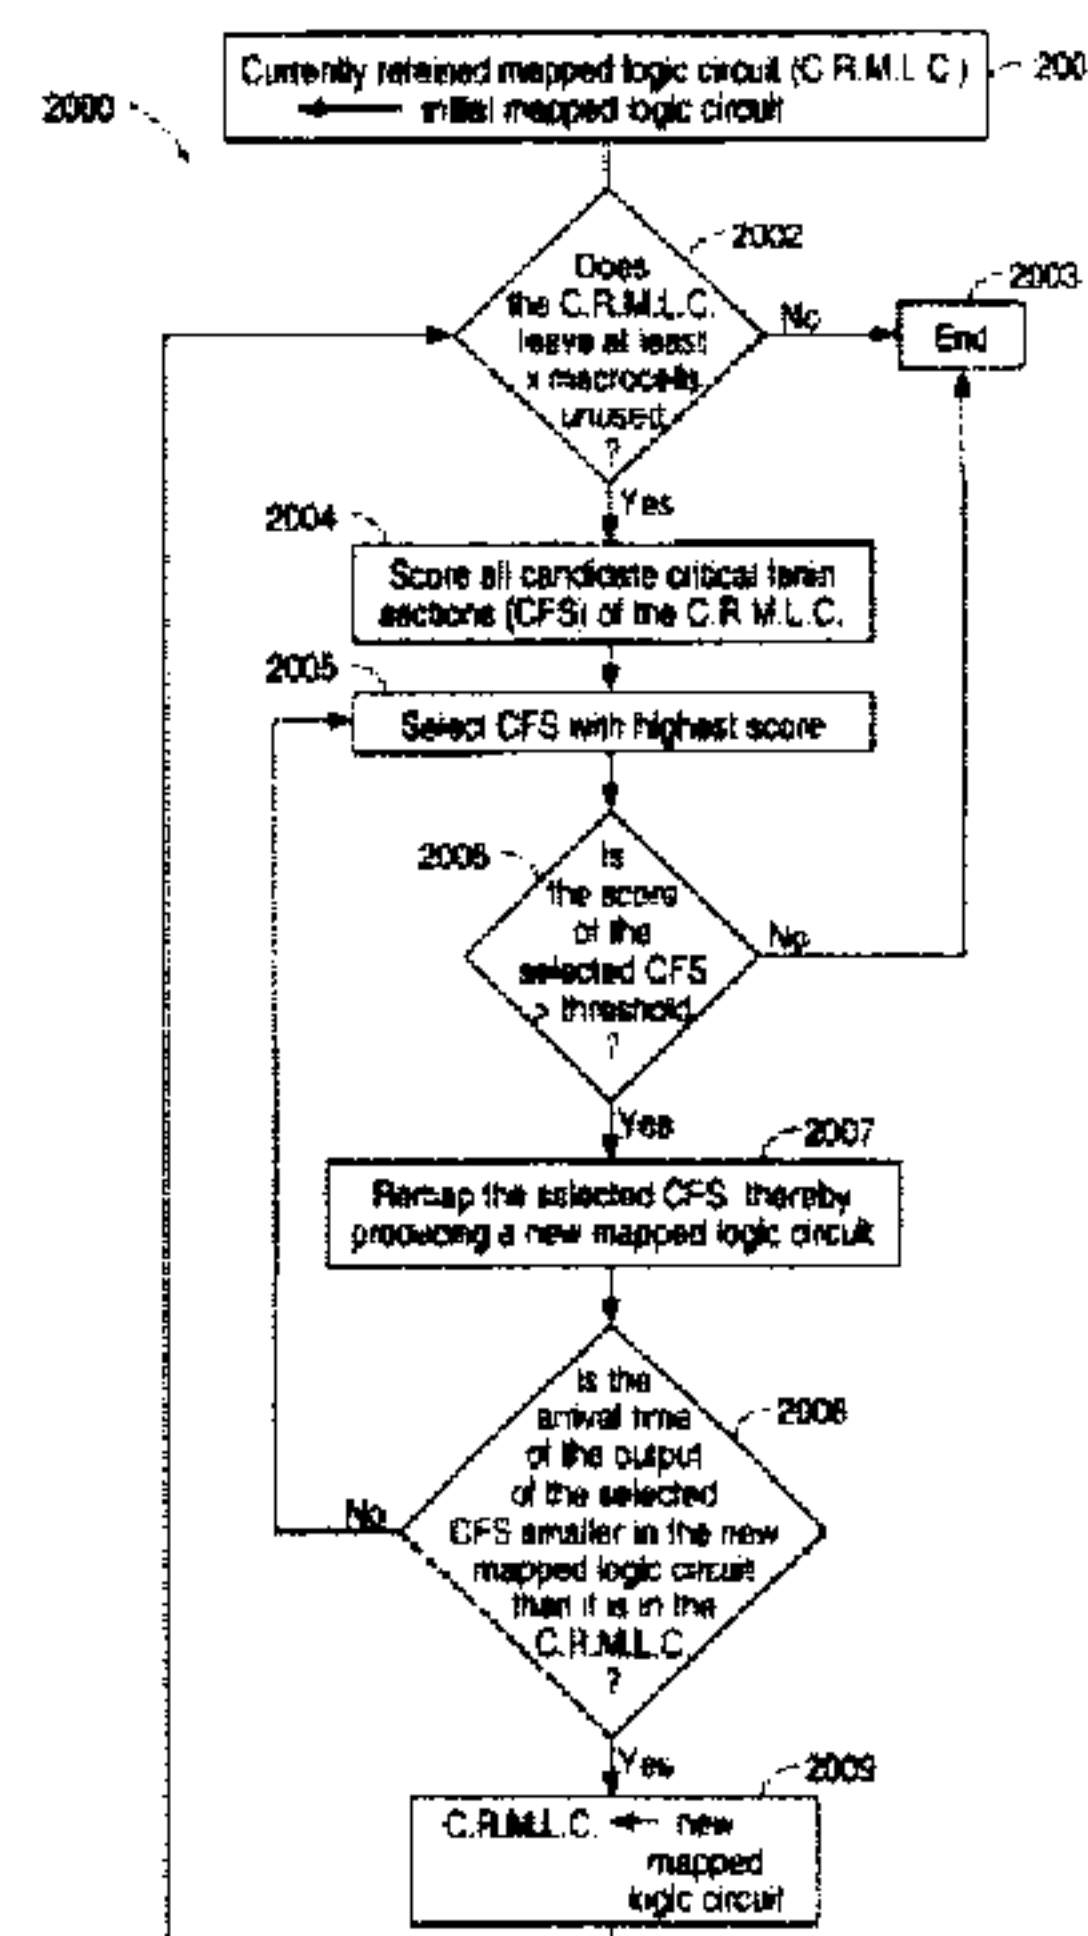 Currently retained mapped logic circuit (C.R.M.L.C.)
initial mapped logic circuit
200
2000
2002
Does
the C.R.M.L.C.
leave at least
x macrocells
unused
?
No
2003
End
Yes
2004
Score all candidate critical fanin
sections (CFS) of the C.R.M.L.C.
2005
Select CFS with highest score
2006
Is
the score
of the
selected CFS
> threshold
?
No
Yes
2007
Remap the selected CFS thereby
producing a new mapped logic circuit
2008
Is the
arrival time
of the output
of the selected
CFS smaller in the new
mapped logic circuit
than it is in the
C.R.M.L.C.
?
No
Yes
2009
C.R.M.L.C. new
mapped
logic circuit